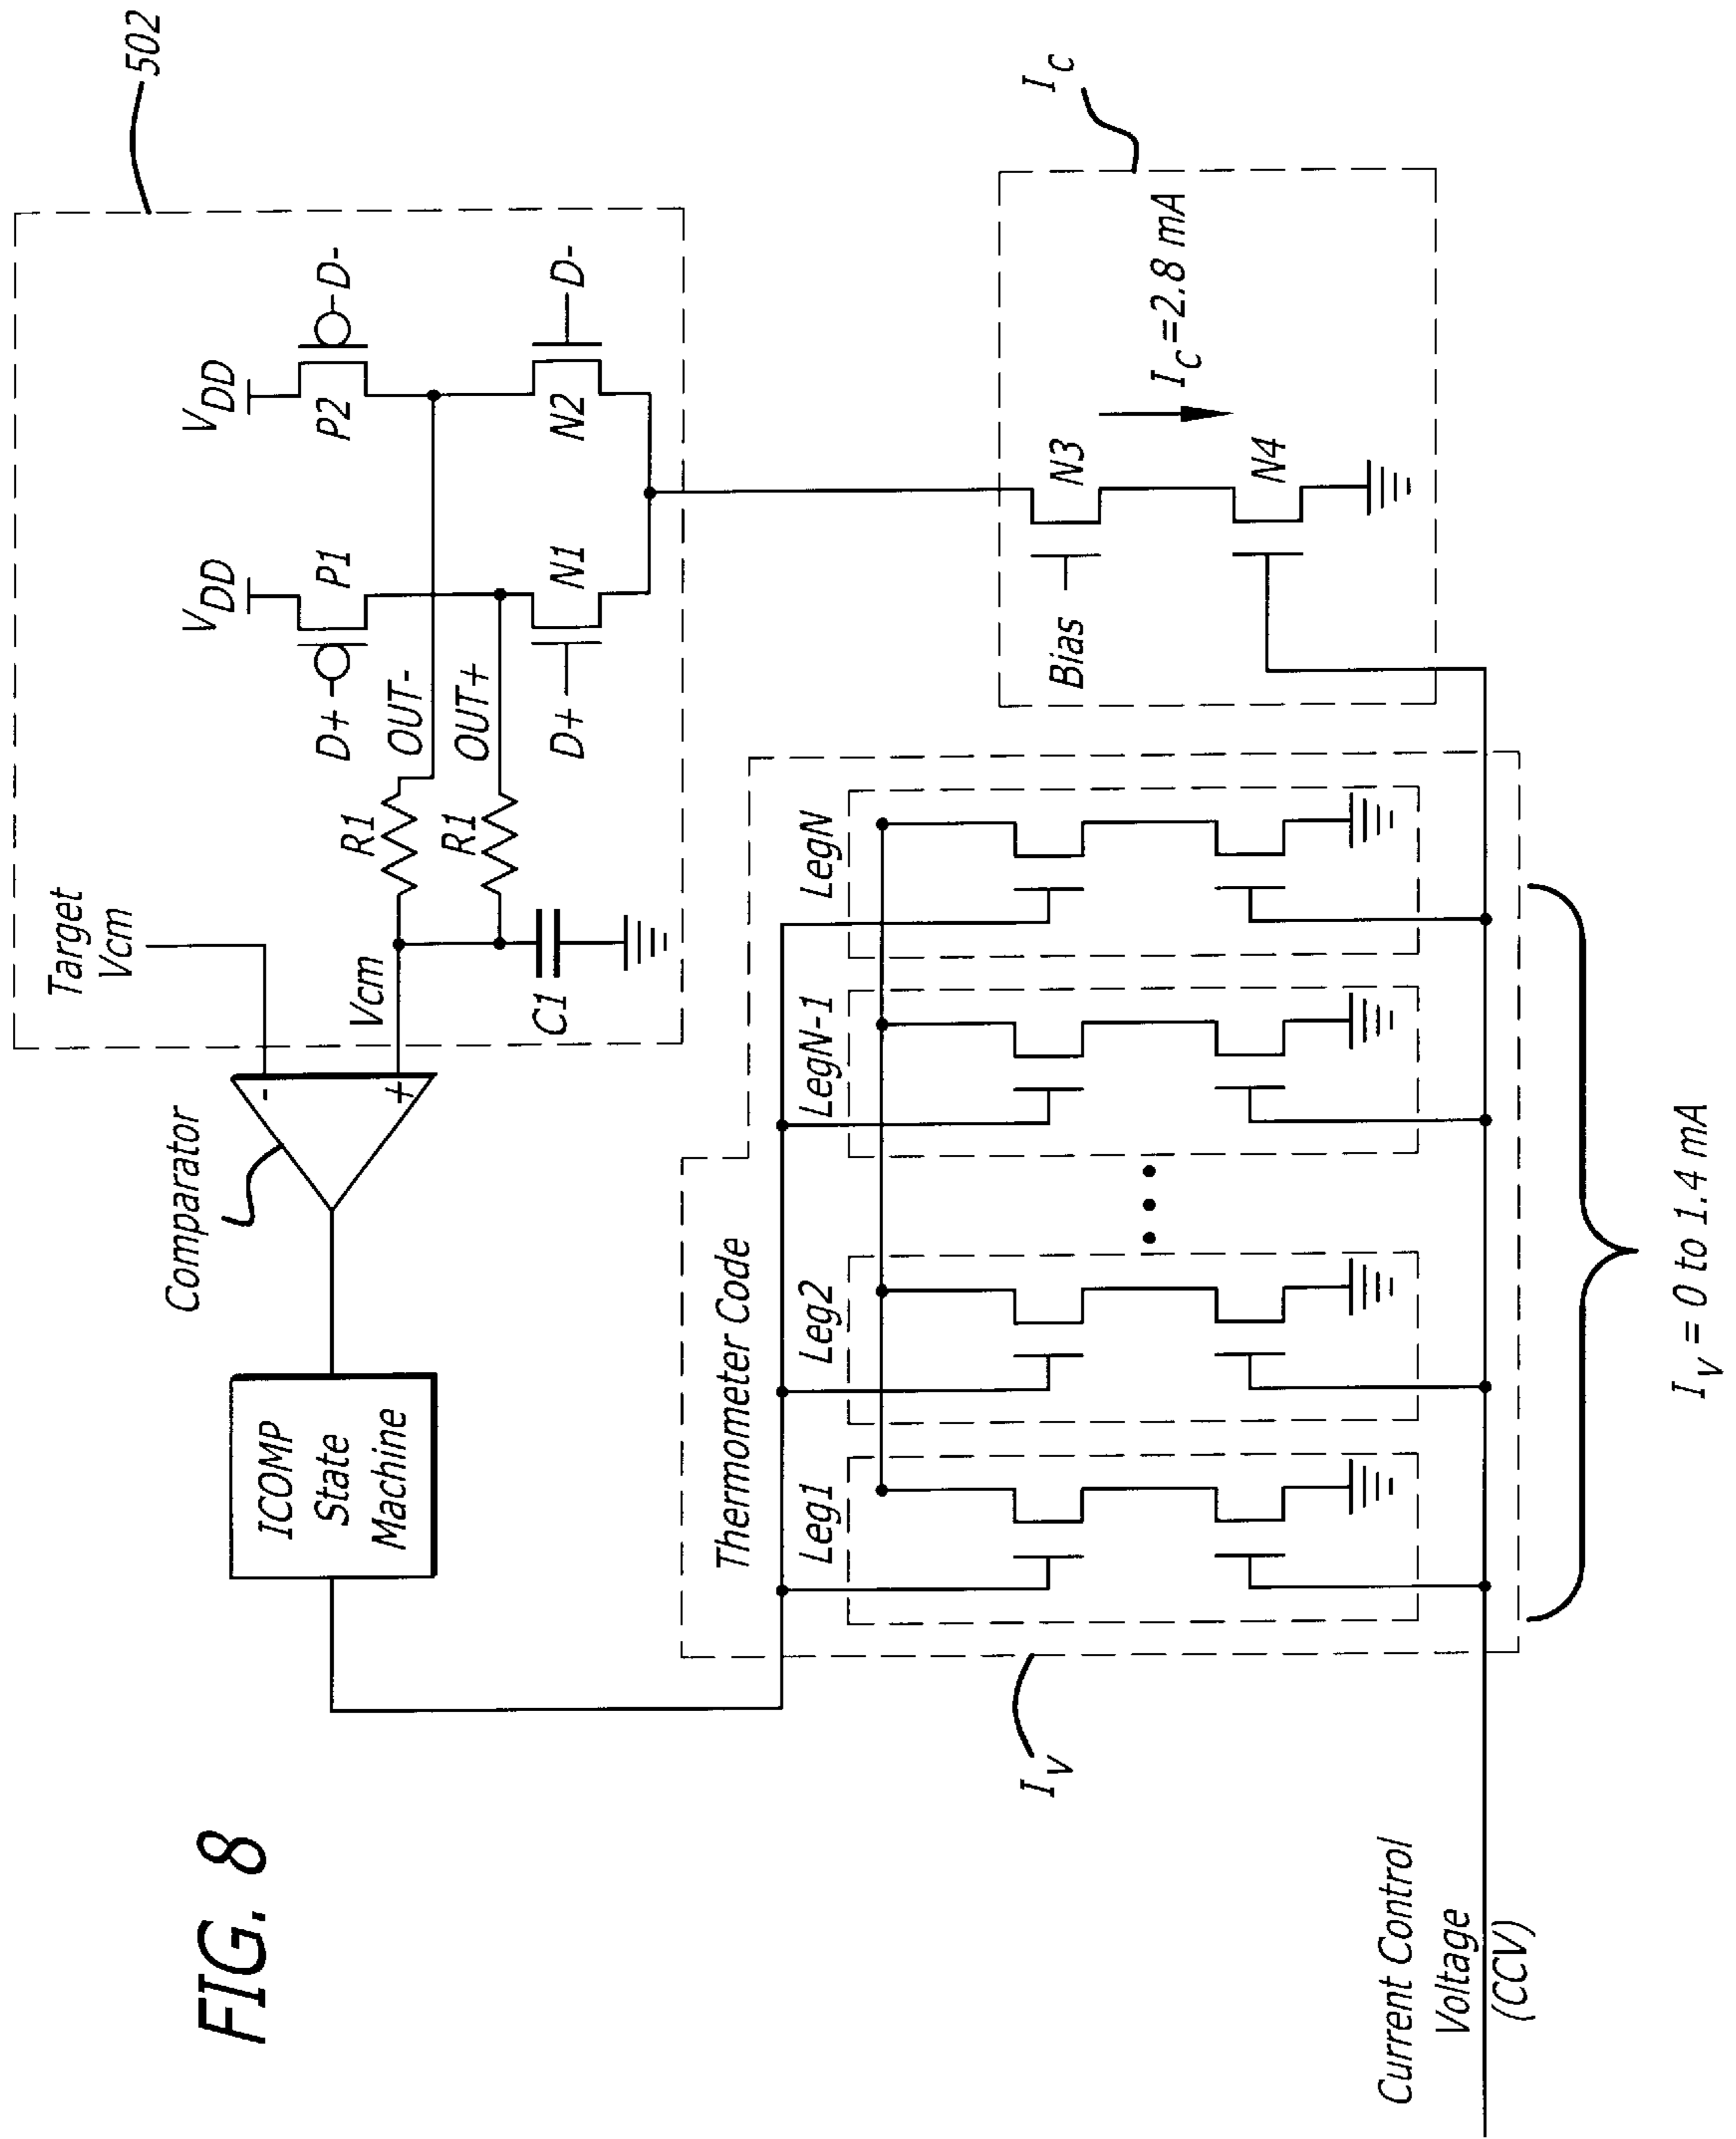 FIG. 8
502
Target
Vcm
Comparator
-
+
Vcm
R1
R1
C1
OUT-
OUT+
VDD
VDD
P1
P2
D+
D-
N1
N2
D+
D-
ICOMP
State
Machine
Thermometer Code
Leg1
Leg2
LegN-1
LegN
IV
Bias
N3
N4
IC=2.8 mA
IC
Current Control
Voltage
(CCV)
IV = 0 to 1.4 mA